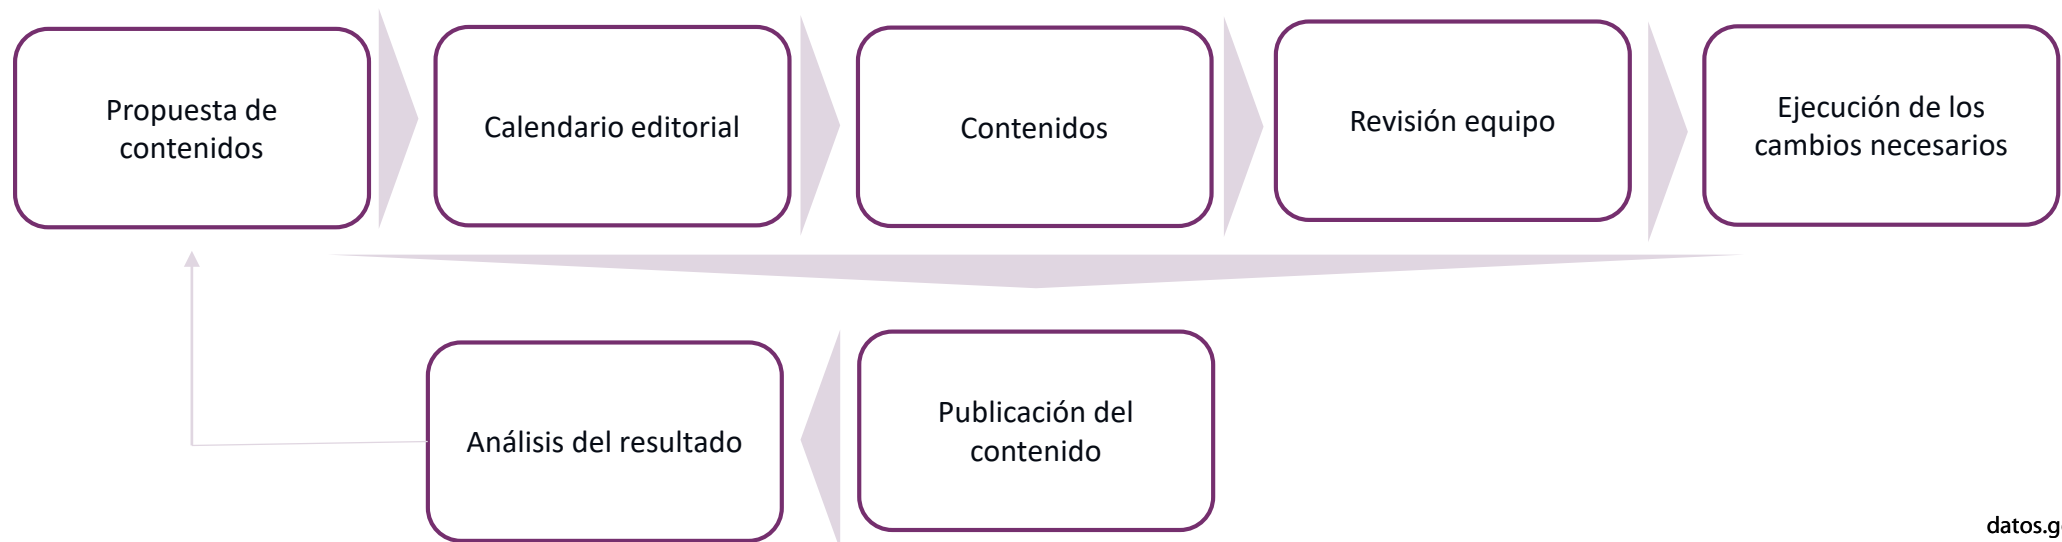 Propuesta de
contenidos
Calendario editorial
Contenidos
Revisión equipo
Ejecución de los
cambios necesarios
Análisis del resultado
Publicación del
contenido
datos.g